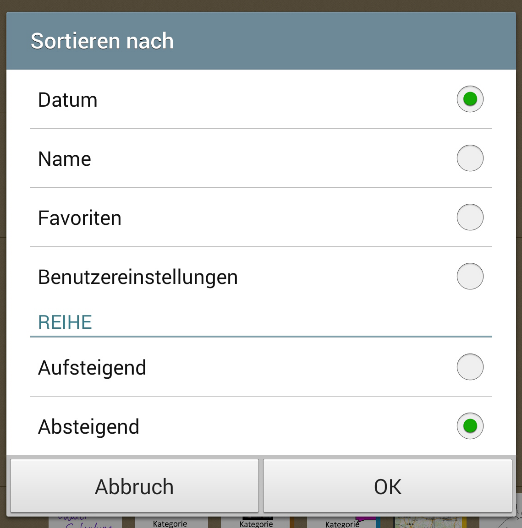 Sortieren nach
Datum
Name
Favoriten
Benutzereinstellungen
REIHE
Aufsteigend
Absteigend
Abbruch
OK
Kategorie
Kategorie
Kategorie